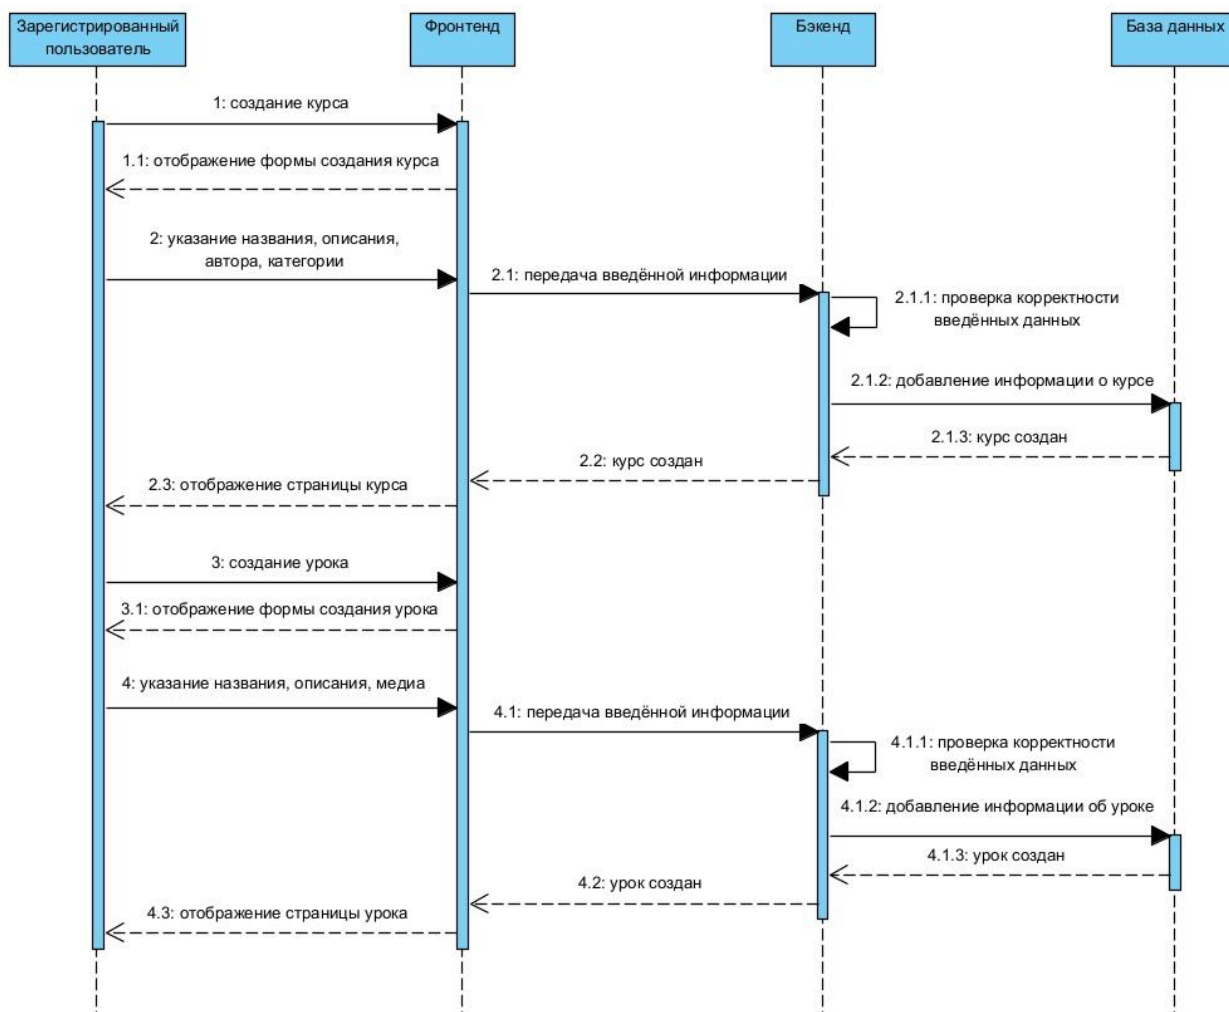 Зарегистрированный
пользователь
Фронтенд
Бэкенд
База данных
1: создание курса
1.1: отображение формы создания курса
2: указание названия, описания,
автора, категории
2.1: передача введённой информации
2.1.1: проверка корректности
введённых данных
2.1.2: добавление информации о курсе
2.1.3: курс создан
2.2: курс создан
2.3: отображение страницы курса
3: создание урока
3.1: отображение формы создания урока
4: указание названия, описания, медиа
4.1: передача введённой информации
4.1.1: проверка корректности
введённых данных
4.1.2: добавление информации об уроке
4.1.3: урок создан
4.2: урок создан
4.3: отображение страницы урока